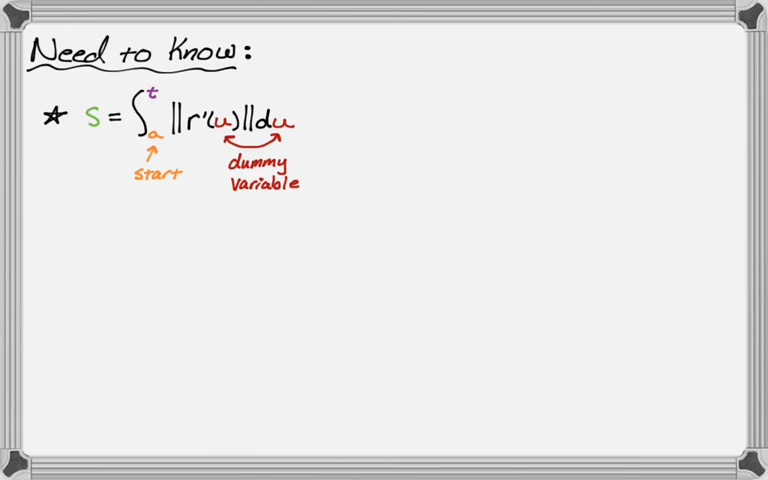 Need to Know:
★ S = ∫ₐᵗ ||r'(u)||du
start
dummy
variable